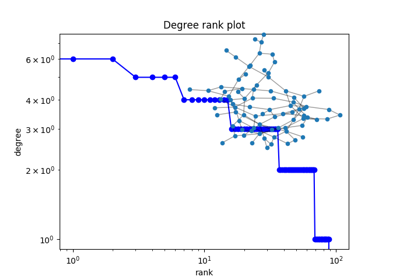 Degree rank plot
degree
6 × 10⁰
4 × 10⁰
3 × 10⁰
2 × 10⁰
10⁰
10⁰ 10¹ 10²
rank